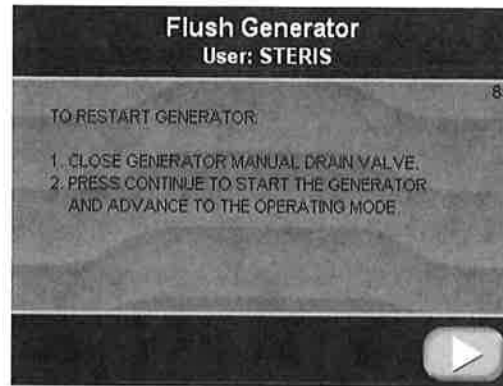 Flush Generator
User: STERIS
8
TO RESTART GENERATOR:
1. CLOSE GENERATOR MANUAL DRAIN VALVE.
2. PRESS CONTINUE TO START THE GENERATOR
AND ADVANCE TO THE OPERATING MODE.